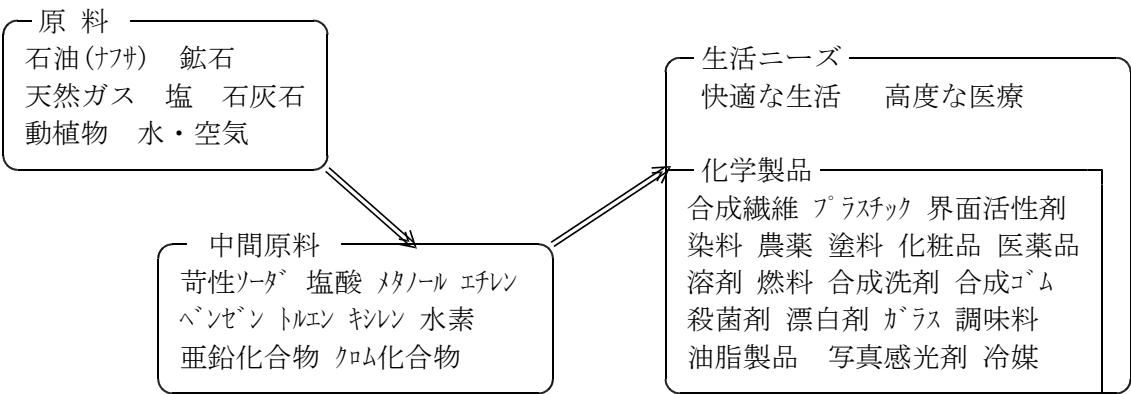 原 料
石油(ﾅﾌｻ) 鉱石
天然ガス 塩 石灰石
動植物 水・空気
中間原料
苛性ｿｰﾀﾞ 塩酸 ﾒﾀﾉｰﾙ ｴﾁﾚﾝ
ﾍﾞﾝｾﾞﾝ ﾄﾙｴﾝ ｷｼﾚﾝ 水素
亜鉛化合物 ｸﾛﾑ化合物
生活ニーズ
快適な生活 高度な医療
化学製品
合成繊維 ﾌﾟﾗｽﾁｯｸ 界面活性剤
染料 農薬 塗料 化粧品 医薬品
溶剤 燃料 合成洗剤 合成ｺﾞﾑ
殺菌剤 漂白剤 ｶﾞﾗｽ 調味料
油脂製品 写真感光剤 冷媒